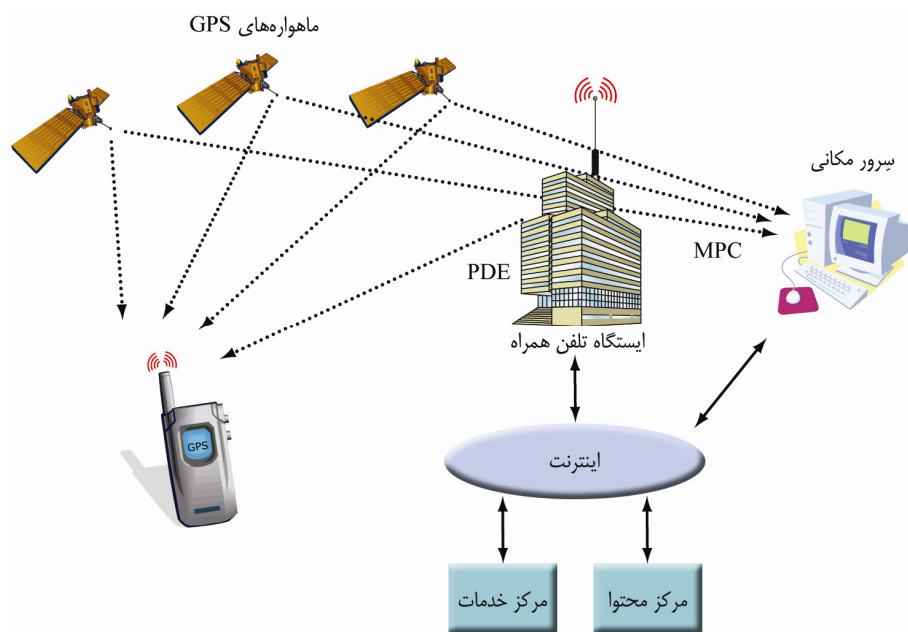 ماهواره‌های GPS
سِرور مکانی
MPC
PDE
ایستگاه تلفن همراه
GPS
اینترنت
مرکز محتوا
مرکز خدمات